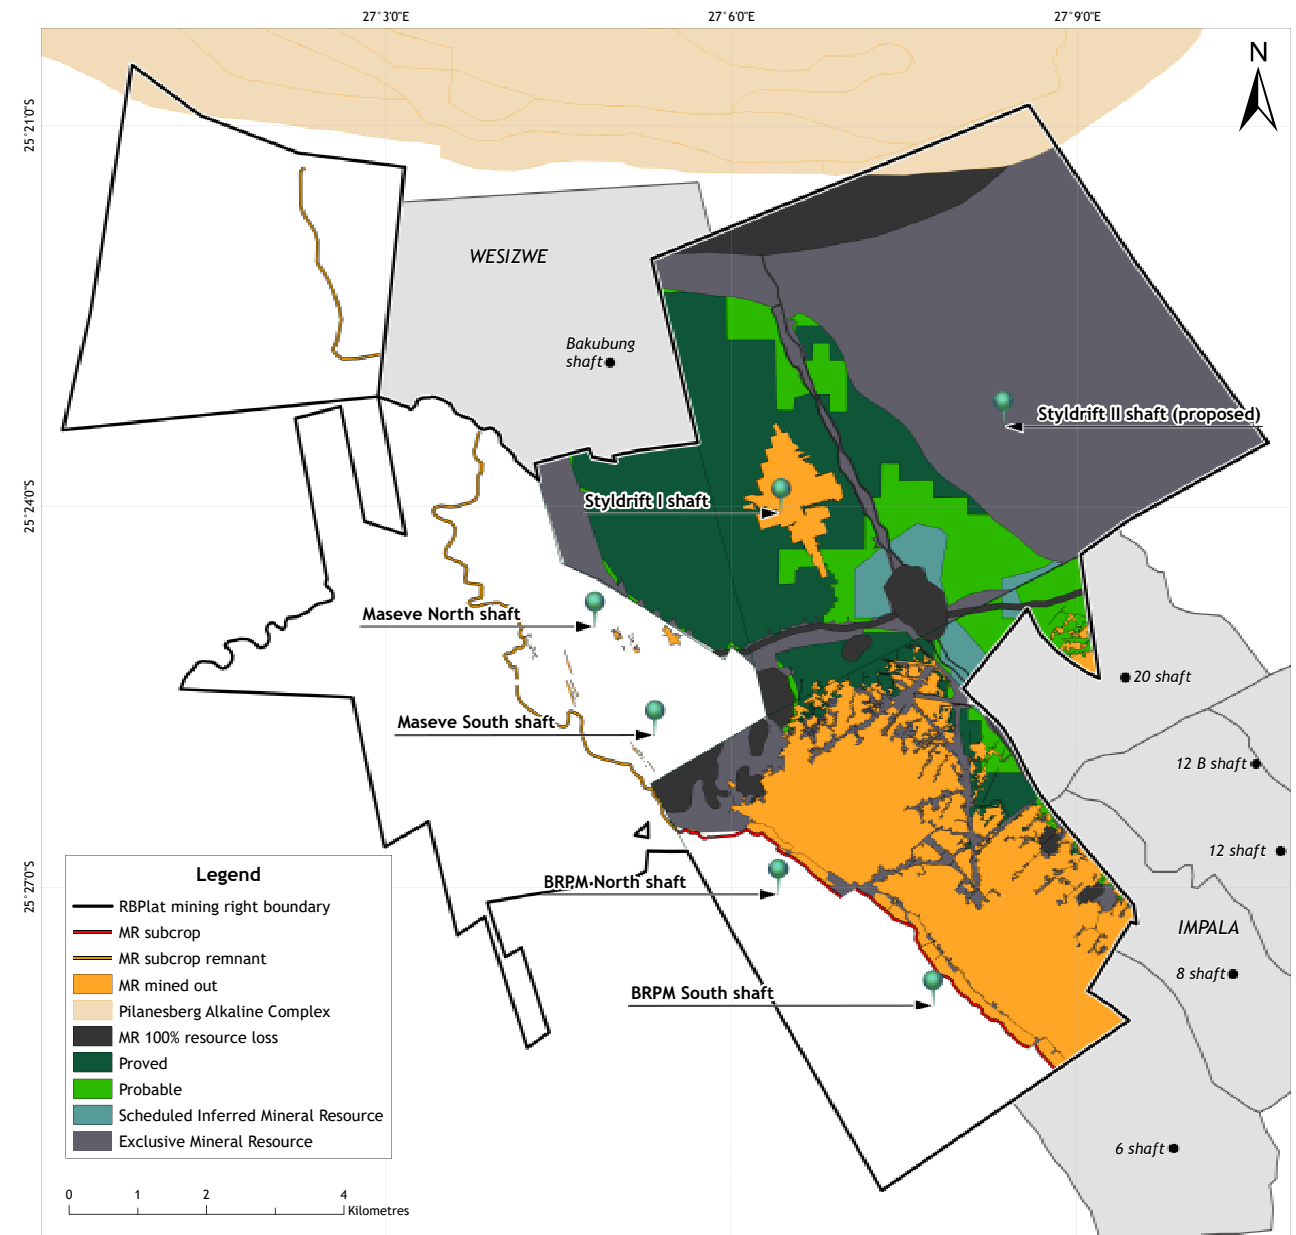 27°3'0"E
27°6'0"E
27°9'0"E
N
25°21'0"S
WESIZWE
Bakubung
shaft
Styldrift II shaft (proposed)
25°24'0"S
Styldrift I shaft
Maseve North shaft
20 shaft
Maseve South shaft
12 B shaft
12 shaft
25°27'0"S
BRPM North shaft
IMPALA
8 shaft
BRPM South shaft
6 shaft
Legend
RBPlat mining right boundary
MR subcrop
MR subcrop remnant
MR mined out
Pilanesberg Alkaline Complex
MR 100% resource loss
Proved
Probable
Scheduled Inferred Mineral Resource
Exclusive Mineral Resource
0 1 2 4
Kilometres